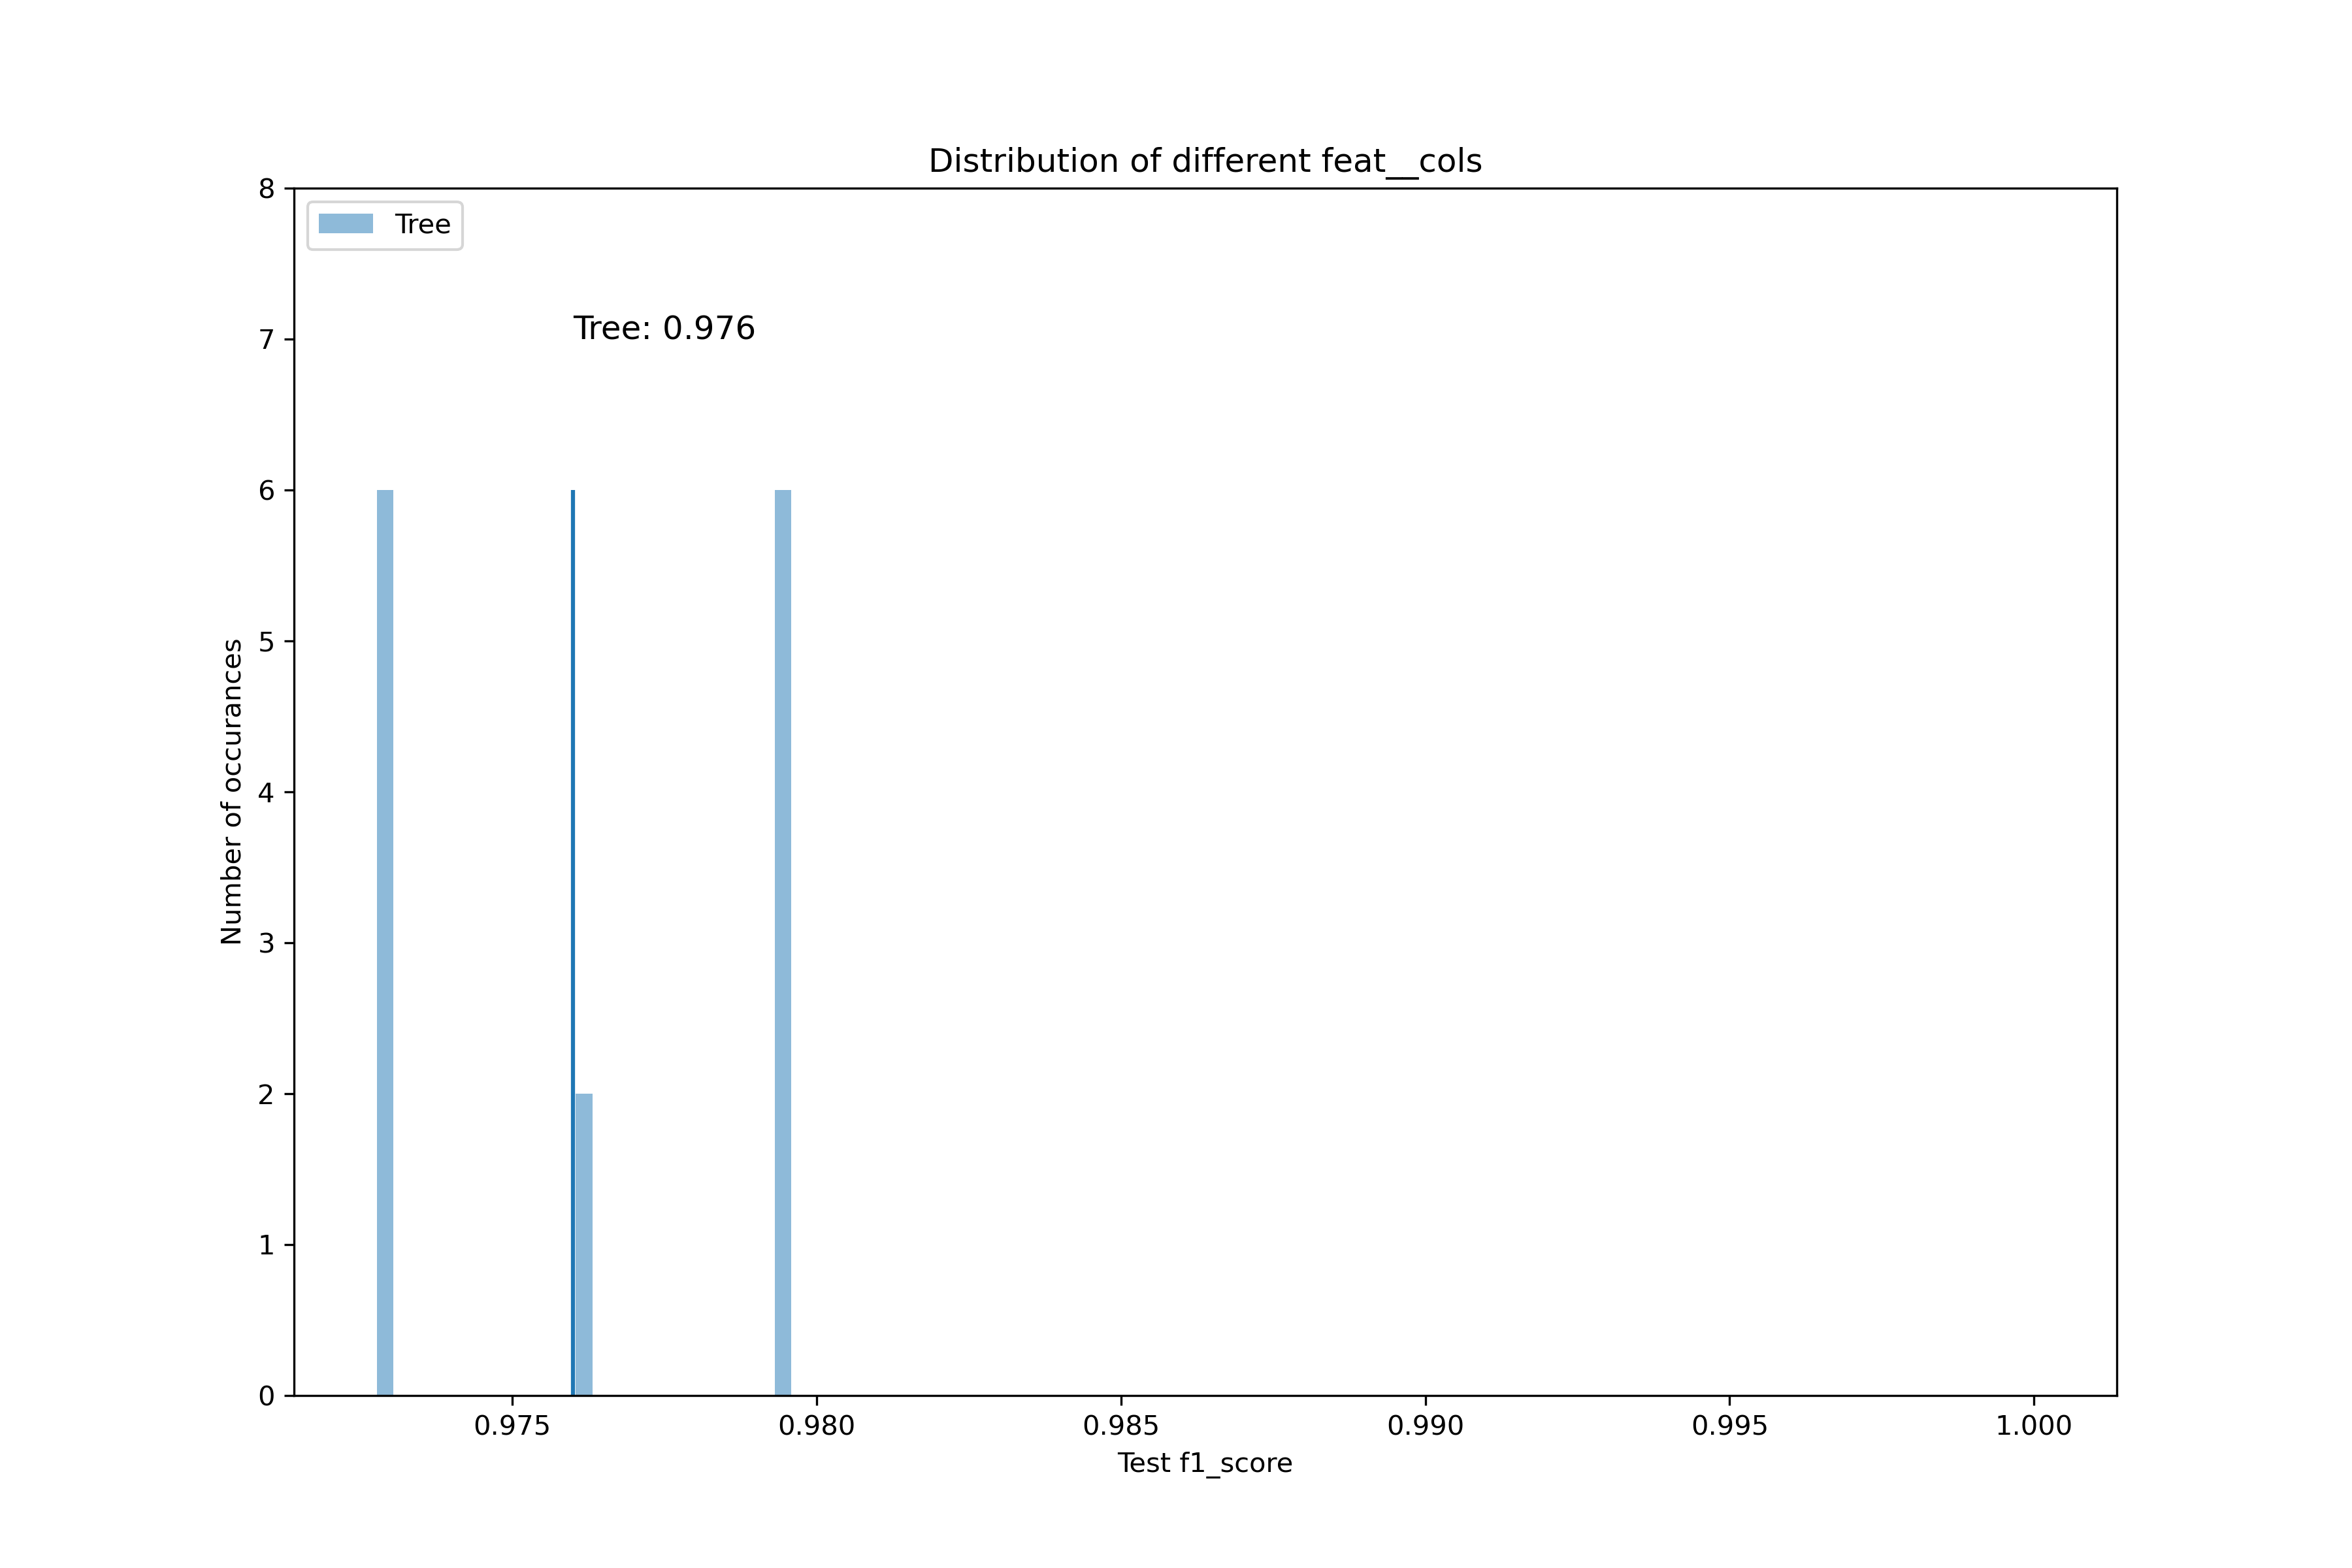 Distribution of different feat__cols
Tree
Tree: 0.976
8
7
6
5
4
3
2
1
0
Number of occurances
0.975 0.980 0.985 0.990 0.995 1.000
Test f1_score